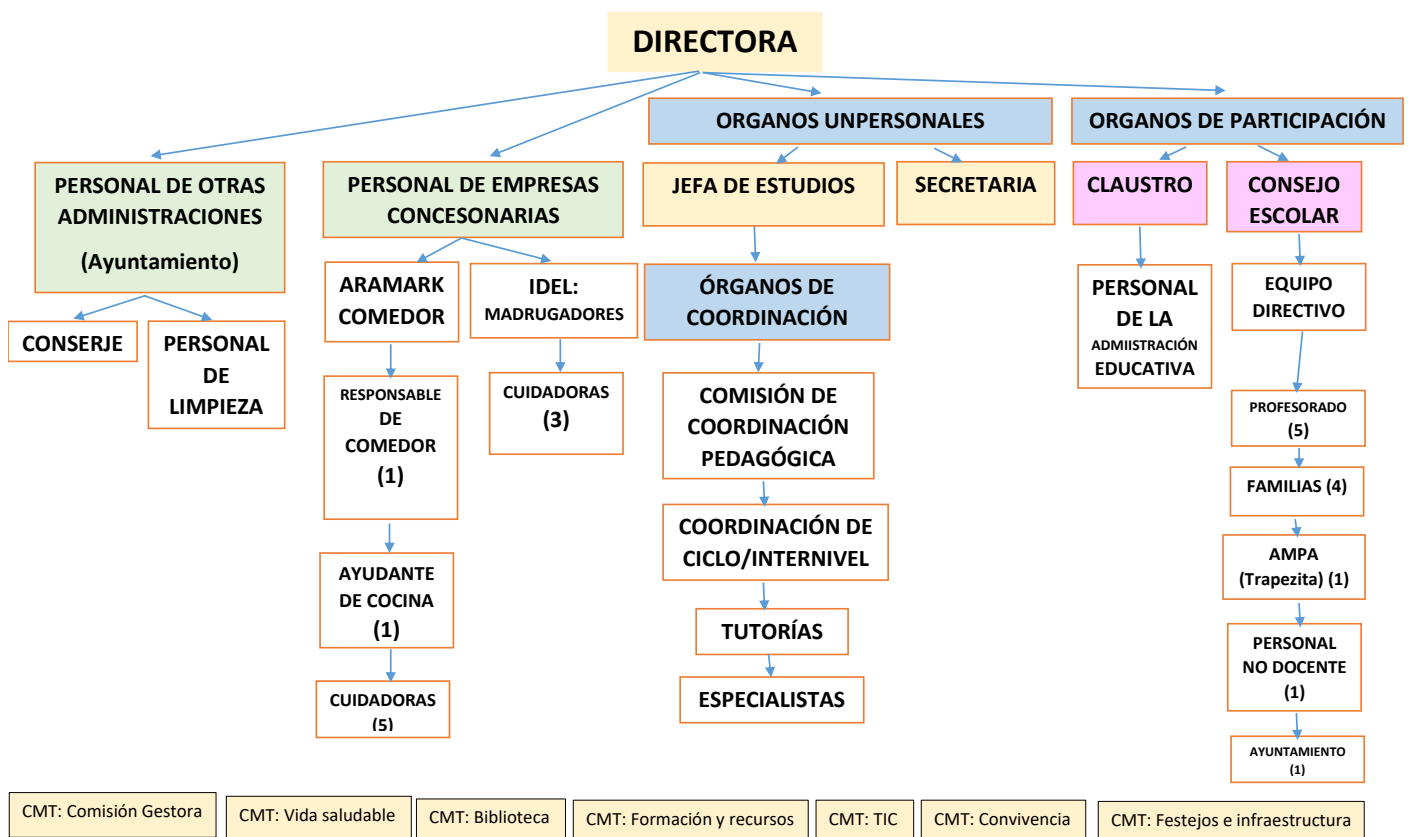 DIRECTORA
ORGANOS UNPERSONALES
ORGANOS DE PARTICIPACIÓN
PERSONAL DE OTRAS
ADMINISTRACIONES
(Ayuntamiento)
PERSONAL DE EMPRESAS
CONCESONARIAS
JEFA DE ESTUDIOS
SECRETARIA
CLAUSTRO
CONSEJO
ESCOLAR
CONSERJE
PERSONAL
DE
LIMPIEZA
ARAMARK
COMEDOR
IDEL:
MADRUGADORES
ÓRGANOS DE
COORDINACIÓN
PERSONAL
DE LA
ADMIISTRACIÓN
EDUCATIVA
EQUIPO
DIRECTIVO
RESPONSABLE
DE
COMEDOR
(1)
CUIDADORAS
(3)
COMISIÓN DE
COORDINACIÓN
PEDAGÓGICA
PROFESORADO
(5)
FAMILIAS (4)
COORDINACIÓN DE
CICLO/INTERNIVEL
AYUDANTE
DE COCINA
(1)
AMPA
(Trapezita) (1)
TUTORÍAS
PERSONAL
NO DOCENTE
(1)
CUIDADORAS
(5)
ESPECIALISTAS
AYUNTAMIENTO
(1)
CMT: Comisión Gestora
CMT: Vida saludable
CMT: Biblioteca
CMT: Formación y recursos
CMT: TIC
CMT: Convivencia
CMT: Festejos e infraestructura